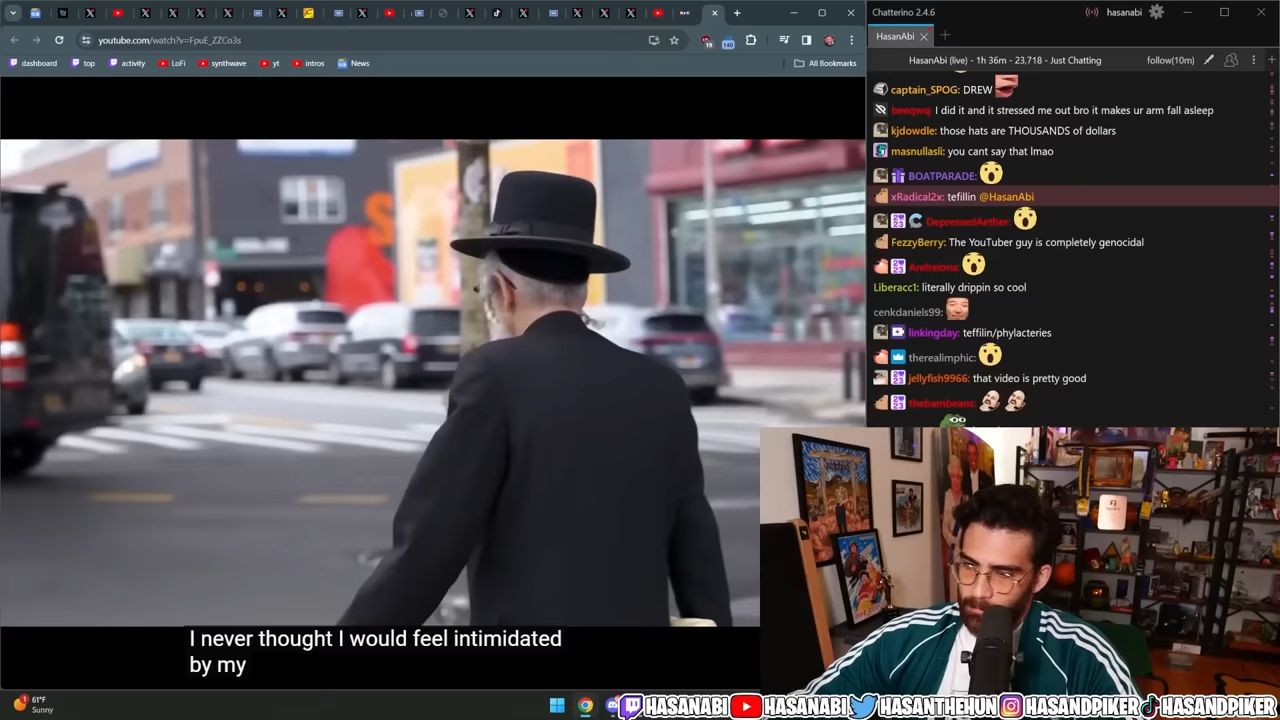 youtube.com/watch?v=FpuE_ZZCo3s
dashboard
top
activity
LoFi
synthwave
yt
intros
News
All Bookmarks
I never thought I would feel intimidated
by my
61°F
Sunny
Chatterino 2.4.6
hasanabi
HasanAbi
HasanAbi (live) - 1h 36m - 23,718 - Just Chatting
follow(10m)
captain_SPOG: DREW
beeqwq: I did it and it stressed me out bro it makes ur arm fall asleep
kjdowdle: those hats are THOUSANDS of dollars
masnullasli: you cant say that lmao
BOATPARADE:
xRadical2x: tefillin @HasanAbi
DepressedAether:
FezzyBerry: The YouTuber guy is completely genocidal
Andreions:
Liberacc1: literally drippin so cool
cenkdaniels99:
linkingday: teffilin/phylacteries
therealimphic:
jellyfish9966: that video is pretty good
thebambeans:
HASANABI
HASANABI
HASANTHEHUN
HASANDPIKER
HASANDPIKER